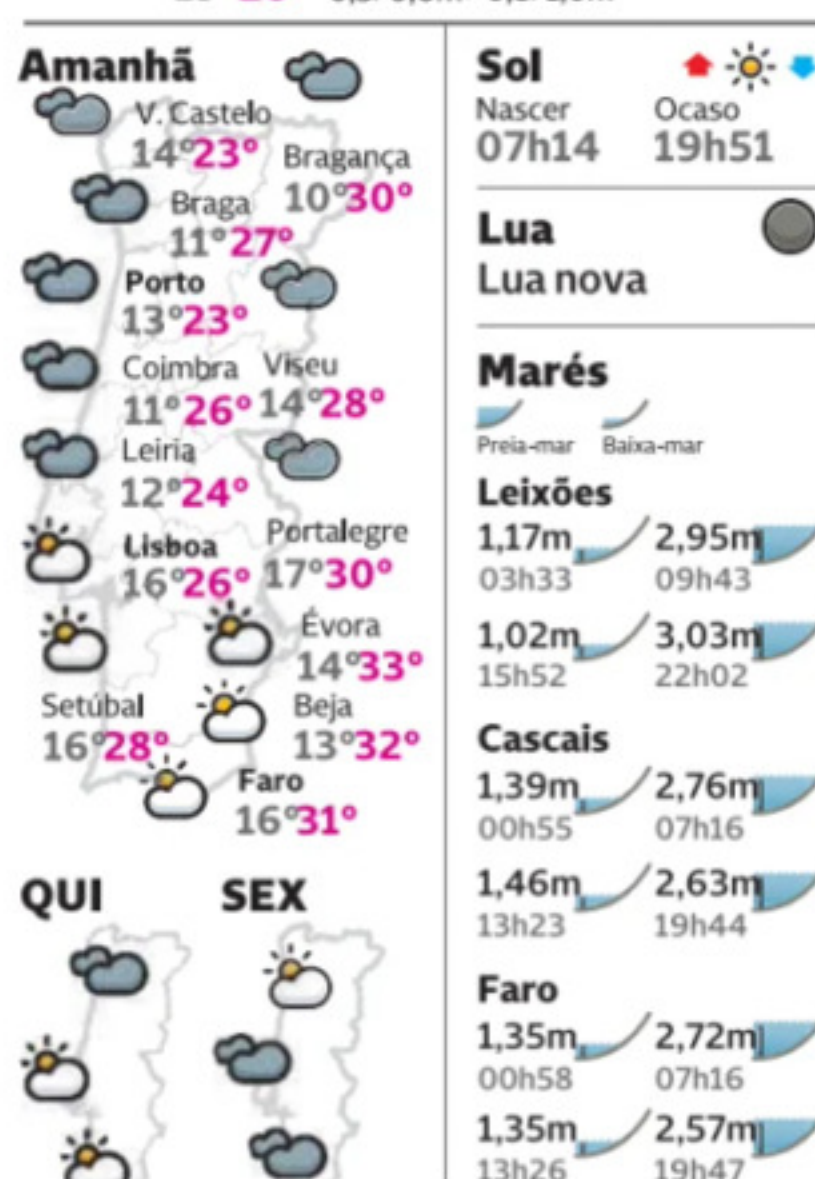 Amanhã
V. Castelo
14° 23°
Bragança
10° 30°
Braga
11° 27°
Porto
13° 23°
Coimbra
11° 26°
Viseu
14° 28°
Leiria
12° 24°
Lisboa
16° 26°
Portalegre
17° 30°
Évora
14° 33°
Setúbal
16° 28°
Beja
13° 32°
Faro
16° 31°
QUI SEX
Sol
Nascer Ocaso
07h14 19h51
Lua
Lua nova
Marés
Preia-mar Baixa-mar
Leixões
1,17m 2,95m
03h33 09h43
1,02m 3,03m
15h52 22h02
Cascais
1,39m 2,76m
00h55 07h16
1,46m 2,63m
13h23 19h44
Faro
1,35m 2,72m
00h58 07h16
1,35m 2,57m
13h26 19h47